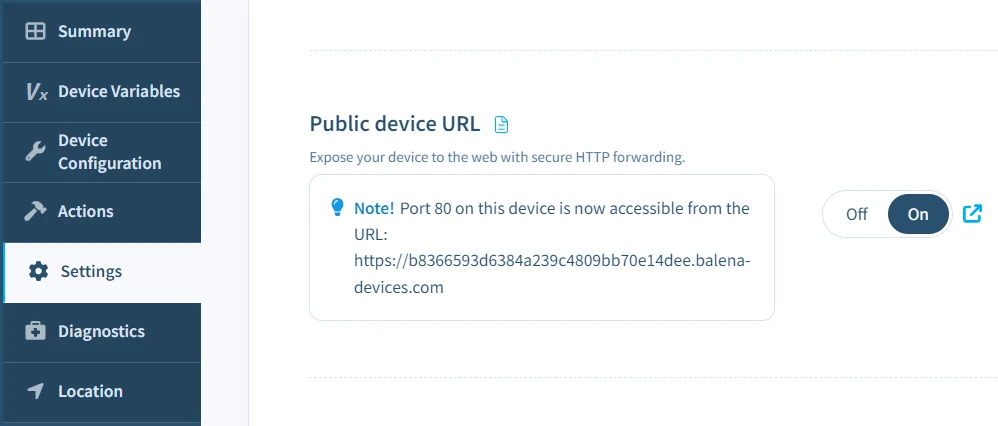 Summary
Vx Device Variables
Device
Configuration
Actions
Settings
Diagnostics
Location
Public device URL
Expose your device to the web with secure HTTP forwarding.
Note! Port 80 on this device is now accessible from the
URL:
https://b8366593d6384a239c4809bb70e14dee.balena-
devices.com
Off On